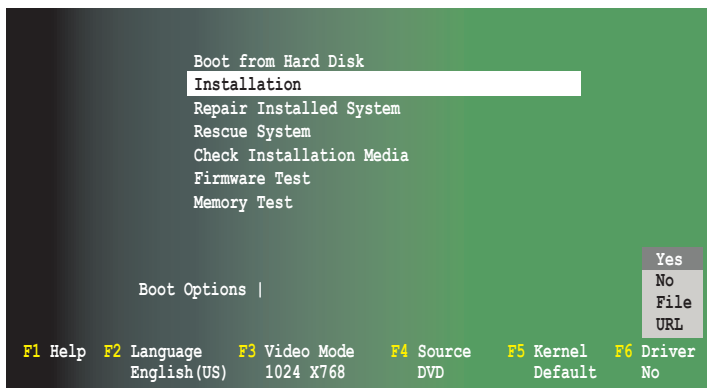 Boot from Hard Disk
Installation
Repair Installed System
Rescue System
Check Installation Media
Firmware Test
Memory Test
Boot Options |
Yes
No
File
URL
F1 Help F2 Language F3 Video Mode F4 Source F5 Kernel F6 Driver
English(US) 1024 X768 DVD Default No